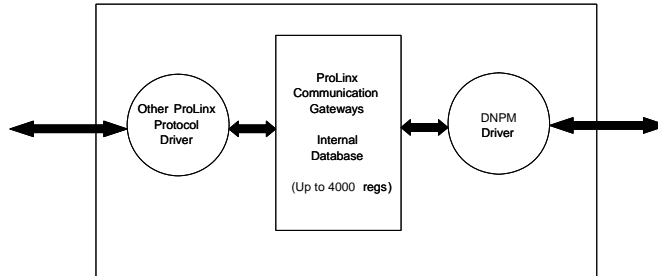 Other ProLinx
Protocol
Driver
ProLinx
Communication
Gateways
Internal
Database
(Up to 4000 regs)
DNPM
Driver